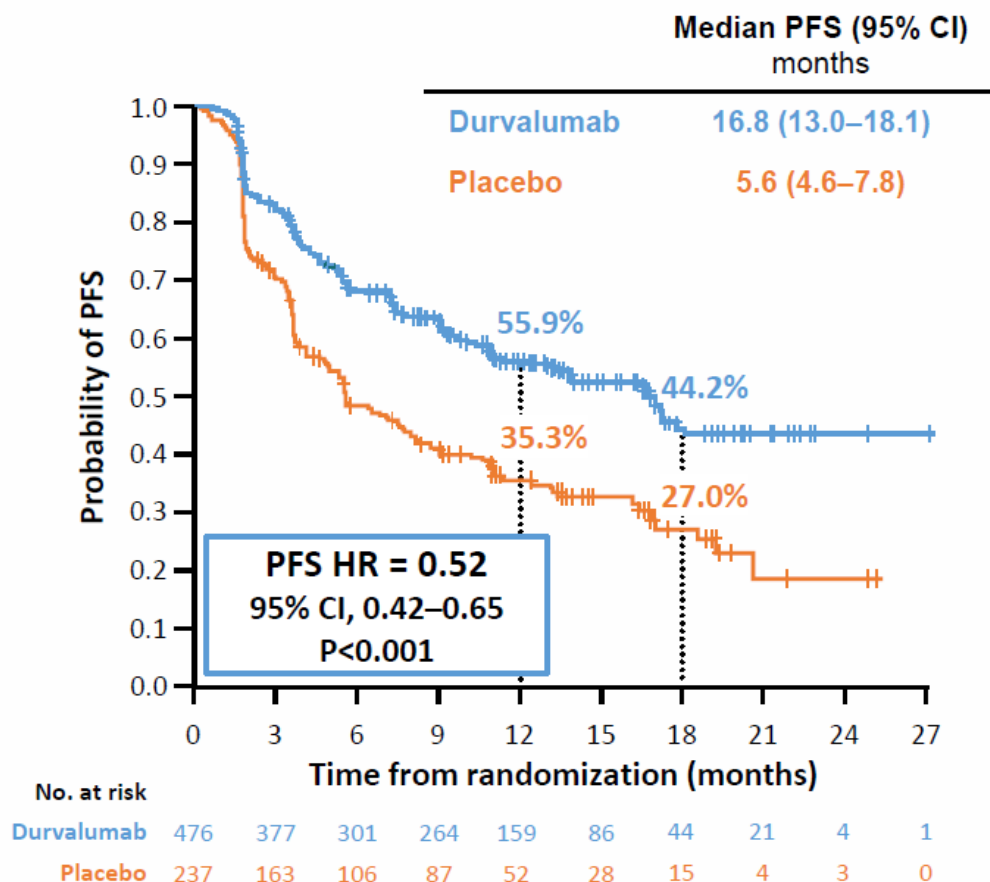 Median PFS (95% CI)
months
Durvalumab 16.8 (13.0–18.1)
Placebo 5.6 (4.6–7.8)
Probability of PFS
1.0
0.9
0.8
0.7
0.6
0.5
0.4
0.3
0.2
0.1
0.0
55.9%
44.2%
35.3%
27.0%
PFS HR = 0.52
95% CI, 0.42–0.65
P<0.001
0 3 6 9 12 15 18 21 24 27
Time from randomization (months)
No. at risk
Durvalumab 476 377 301 264 159 86 44 21 4 1
Placebo 237 163 106 87 52 28 15 4 3 0